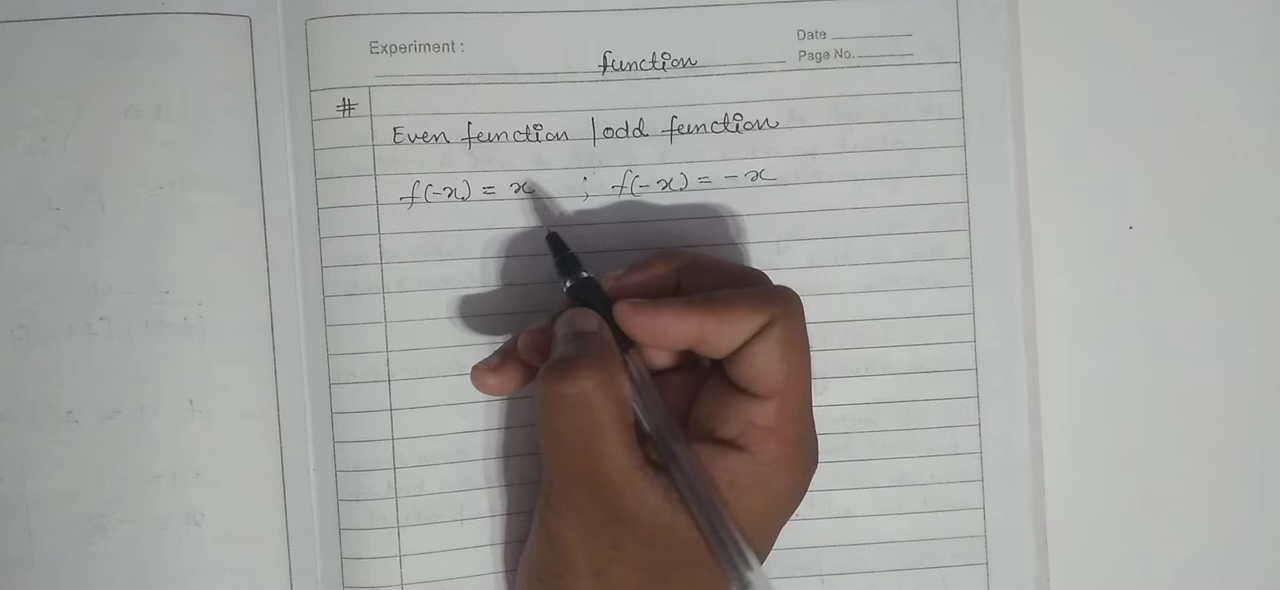 Experiment :
Date
Page No.
function
#
Even function | odd function
f(-x) = x ; f(-x) = -x